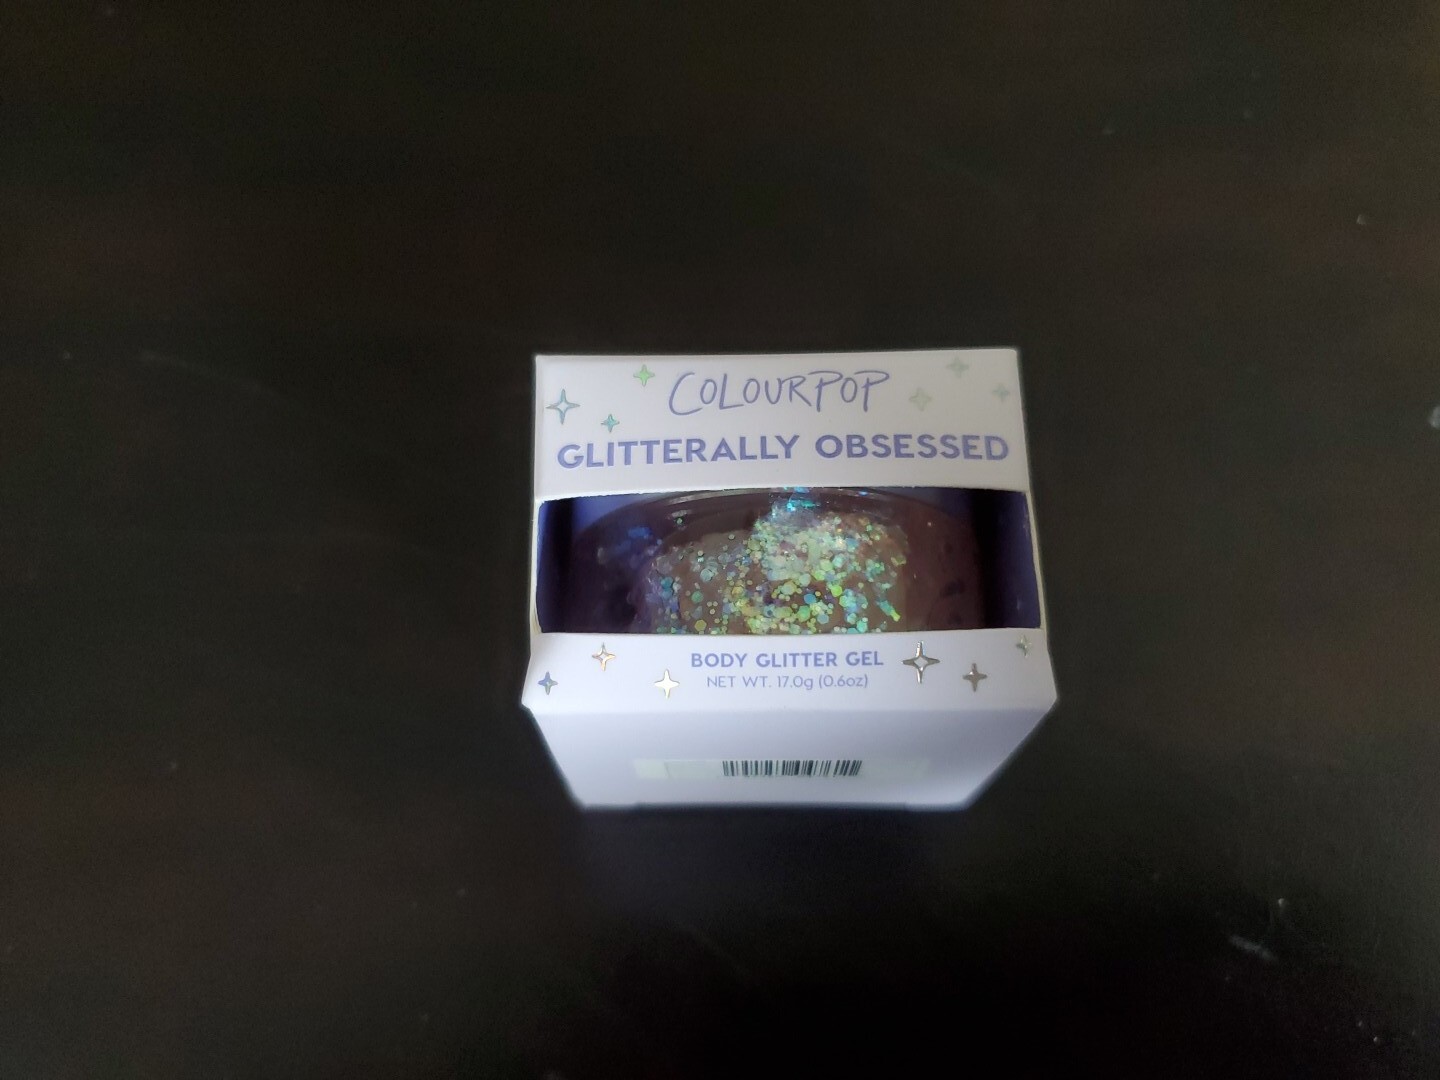 COLOURPOP
GLITTERALLY OBSESSED
BODY GLITTER GEL
NET WT. 17.0g (0.6oz)